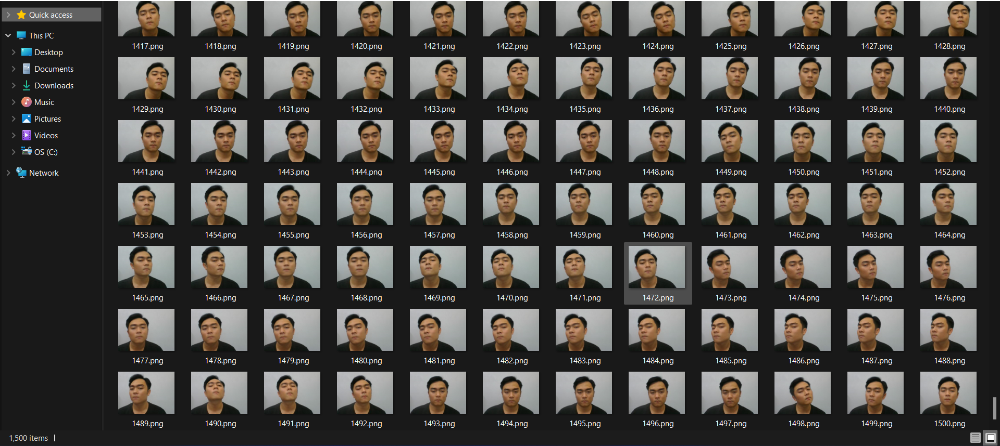 Quick access
This PC
Desktop
Documents
Downloads
Music
Pictures
Videos
OS (C:)
Network
1417.png 1418.png 1419.png 1420.png 1421.png 1422.png 1423.png 1424.png 1425.png 1426.png 1427.png 1428.png
1429.png 1430.png 1431.png 1432.png 1433.png 1434.png 1435.png 1436.png 1437.png 1438.png 1439.png 1440.png
1441.png 1442.png 1443.png 1444.png 1445.png 1446.png 1447.png 1448.png 1449.png 1450.png 1451.png 1452.png
1453.png 1454.png 1455.png 1456.png 1457.png 1458.png 1459.png 1460.png 1461.png 1462.png 1463.png 1464.png
1465.png 1466.png 1467.png 1468.png 1469.png 1470.png 1471.png 1472.png 1473.png 1474.png 1475.png 1476.png
1477.png 1478.png 1479.png 1480.png 1481.png 1482.png 1483.png 1484.png 1485.png 1486.png 1487.png 1488.png
1489.png 1490.png 1491.png 1492.png 1493.png 1494.png 1495.png 1496.png 1497.png 1498.png 1499.png 1500.png
1,500 items